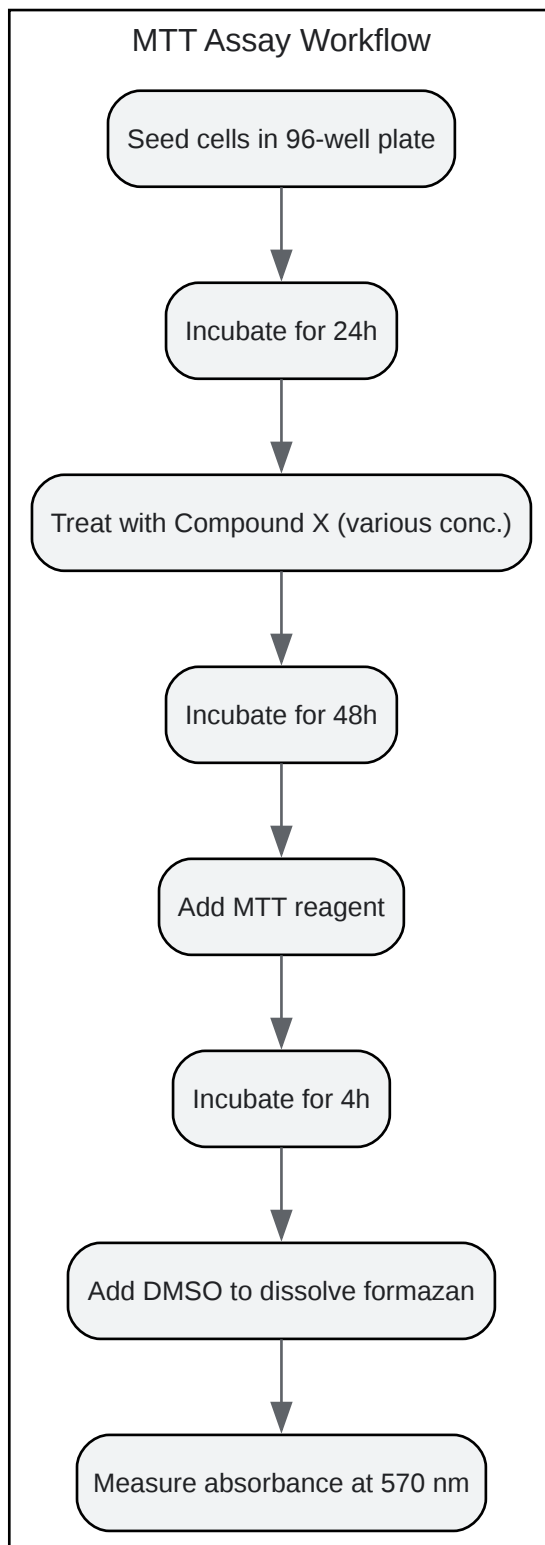 MTT Assay Workflow
Seed cells in 96-well plate
Incubate for 24h
Treat with Compound X (various conc.)
Incubate for 48h
Add MTT reagent
Incubate for 4h
Add DMSO to dissolve formazan
Measure absorbance at 570 nm